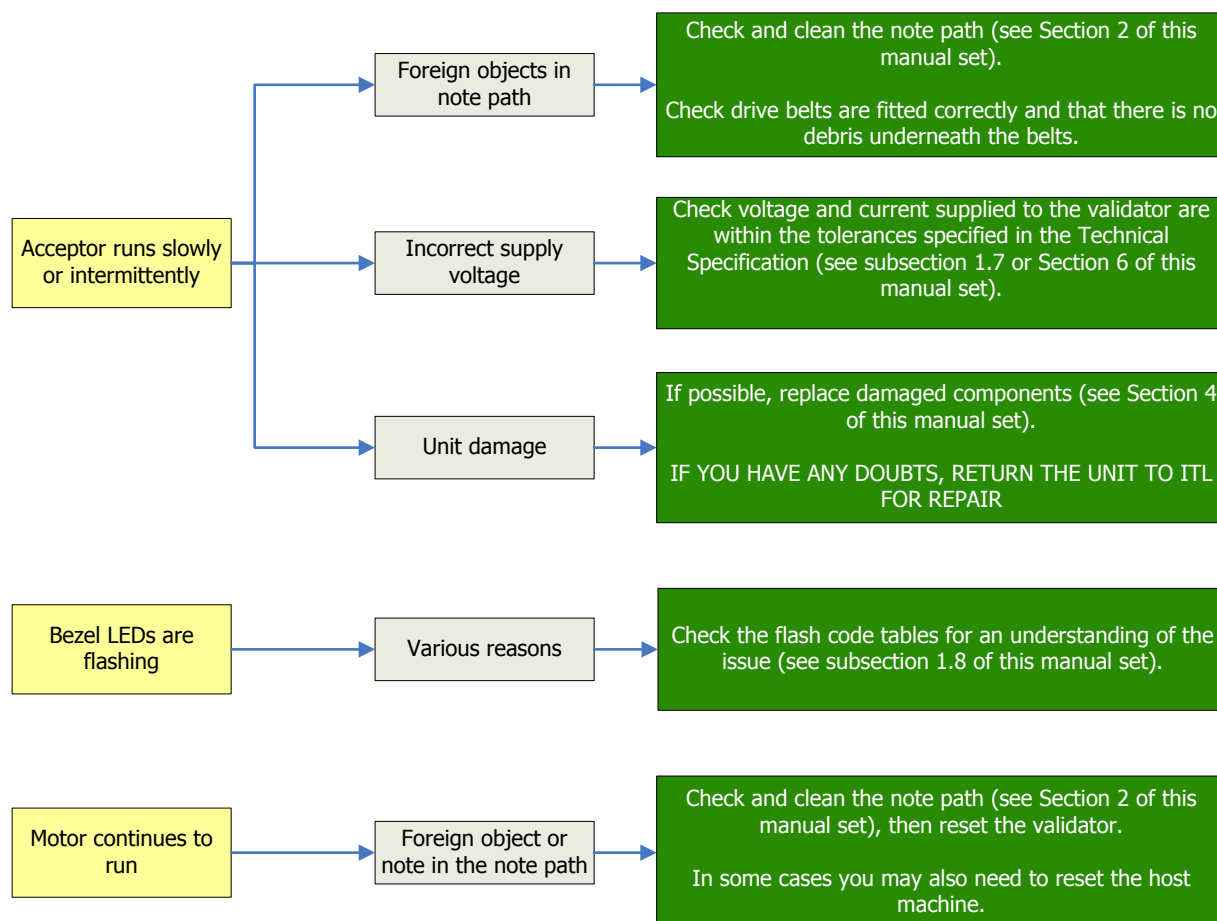 Foreign objects in
note path
Check and clean the note path (see Section 2 of this
manual set).
Check drive belts are fitted correctly and that there is no
debris underneath the belts.
Acceptor runs slowly
or intermittently
Incorrect supply
voltage
Check voltage and current supplied to the validator are
within the tolerances specified in the Technical
Specification (see subsection 1.7 or Section 6 of this
manual set).
Unit damage
If possible, replace damaged components (see Section 4
of this manual set).
IF YOU HAVE ANY DOUBTS, RETURN THE UNIT TO ITL
FOR REPAIR
Bezel LEDs are
flashing
Various reasons
Check the flash code tables for an understanding of the
issue (see subsection 1.8 of this manual set).
Motor continues to
run
Foreign object or
note in the note path
Check and clean the note path (see Section 2 of this
manual set), then reset the validator.
In some cases you may also need to reset the host
machine.